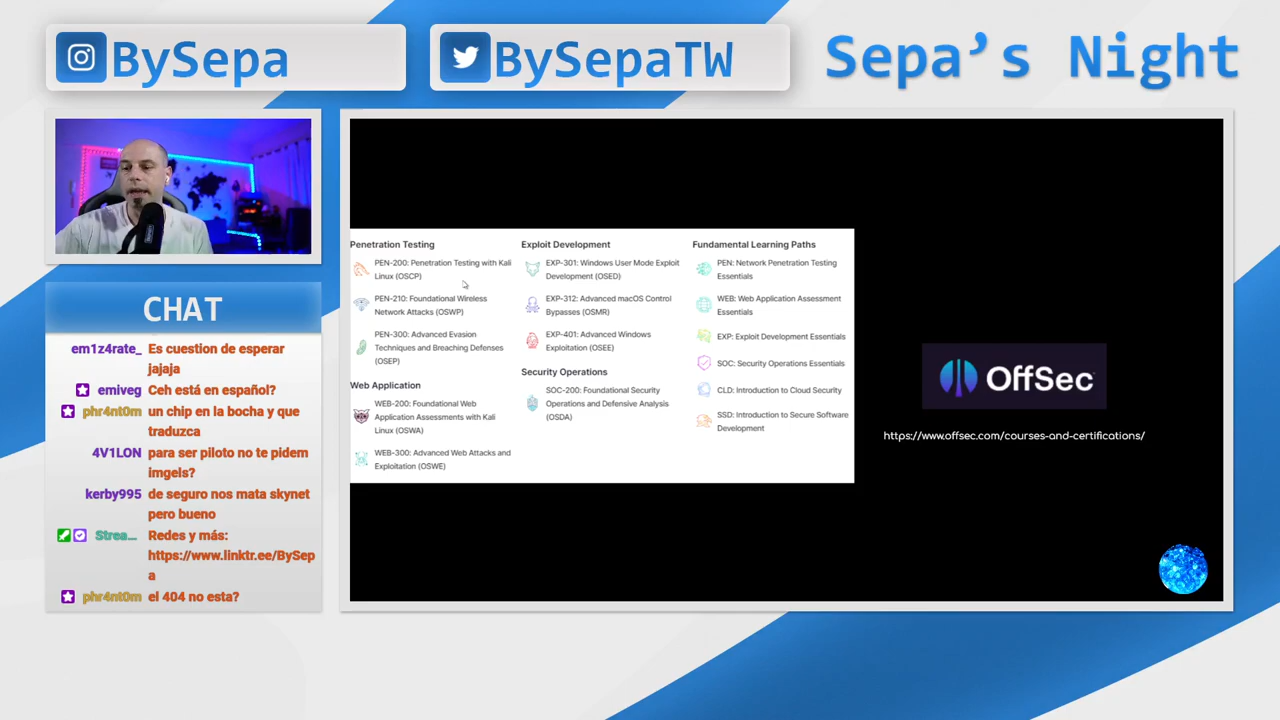 BySepa
BySepaTW
Sepa's Night
CHAT
em1z4rate_ Es cuestion de esperar
jajaja
emiveg Ceh está en español?
phr4nt0m un chip en la bocha y que
traduzca
4V1LON para ser piloto no te pidem
imgels?
kerby995 de seguro nos mata skynet
pero bueno
Strea... Redes y más:
https://www.linktr.ee/BySep
a
phr4nt0m el 404 no esta?
Penetration Testing
PEN-200: Penetration Testing with Kali
Linux (OSCP)
PEN-210: Foundational Wireless
Network Attacks (OSWP)
PEN-300: Advanced Evasion
Techniques and Breaching Defenses
(OSEP)
Web Application
WEB-200: Foundational Web
Application Assessments with Kali
Linux (OSWA)
WEB-300: Advanced Web Attacks and
Exploitation (OSWE)
Exploit Development
EXP-301: Windows User Mode Exploit
Development (OSED)
EXP-312: Advanced macOS Control
Bypasses (OSMR)
EXP-401: Advanced Windows
Exploitation (OSEE)
Security Operations
SOC-200: Foundational Security
Operations and Defensive Analysis
(OSDA)
Fundamental Learning Paths
PEN: Network Penetration Testing
Essentials
WEB: Web Application Assessment
Essentials
EXP: Exploit Development Essentials
SOC: Security Operations Essentials
CLD: Introduction to Cloud Security
SSD: Introduction to Secure Software
Development
OffSec
https://www.offsec.com/courses-and-certifications/